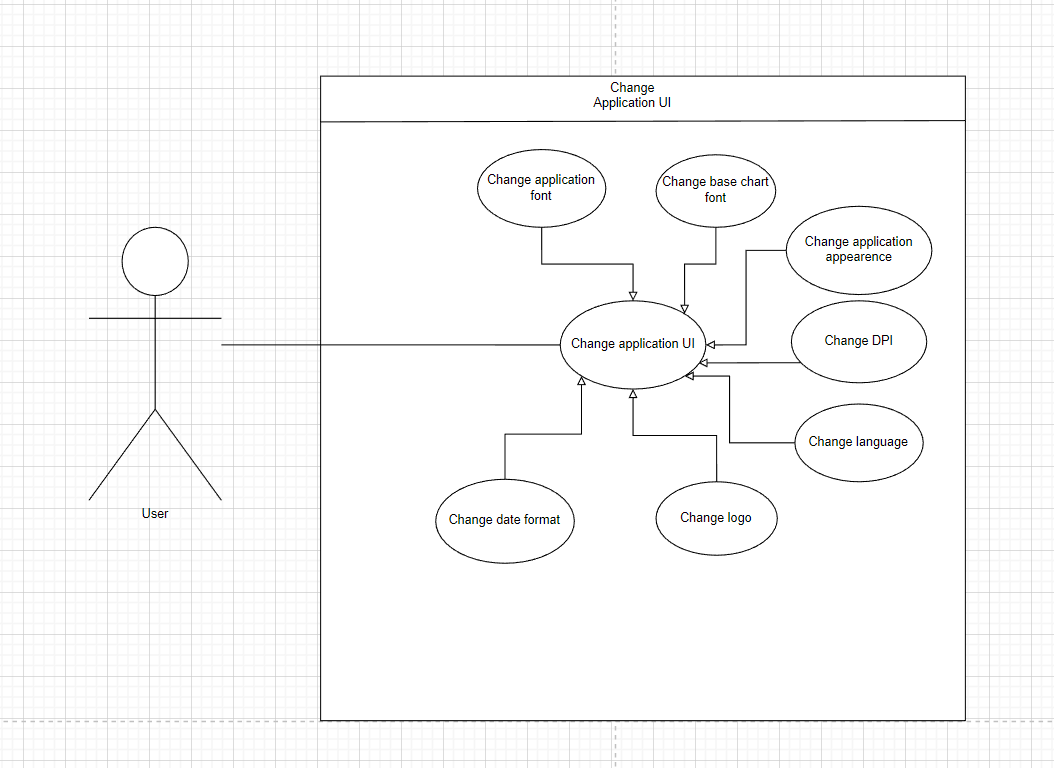 Change
Application UI
Change application
font
Change base chart
font
Change application
appearence
Change application UI
Change DPI
Change language
User
Change date format
Change logo